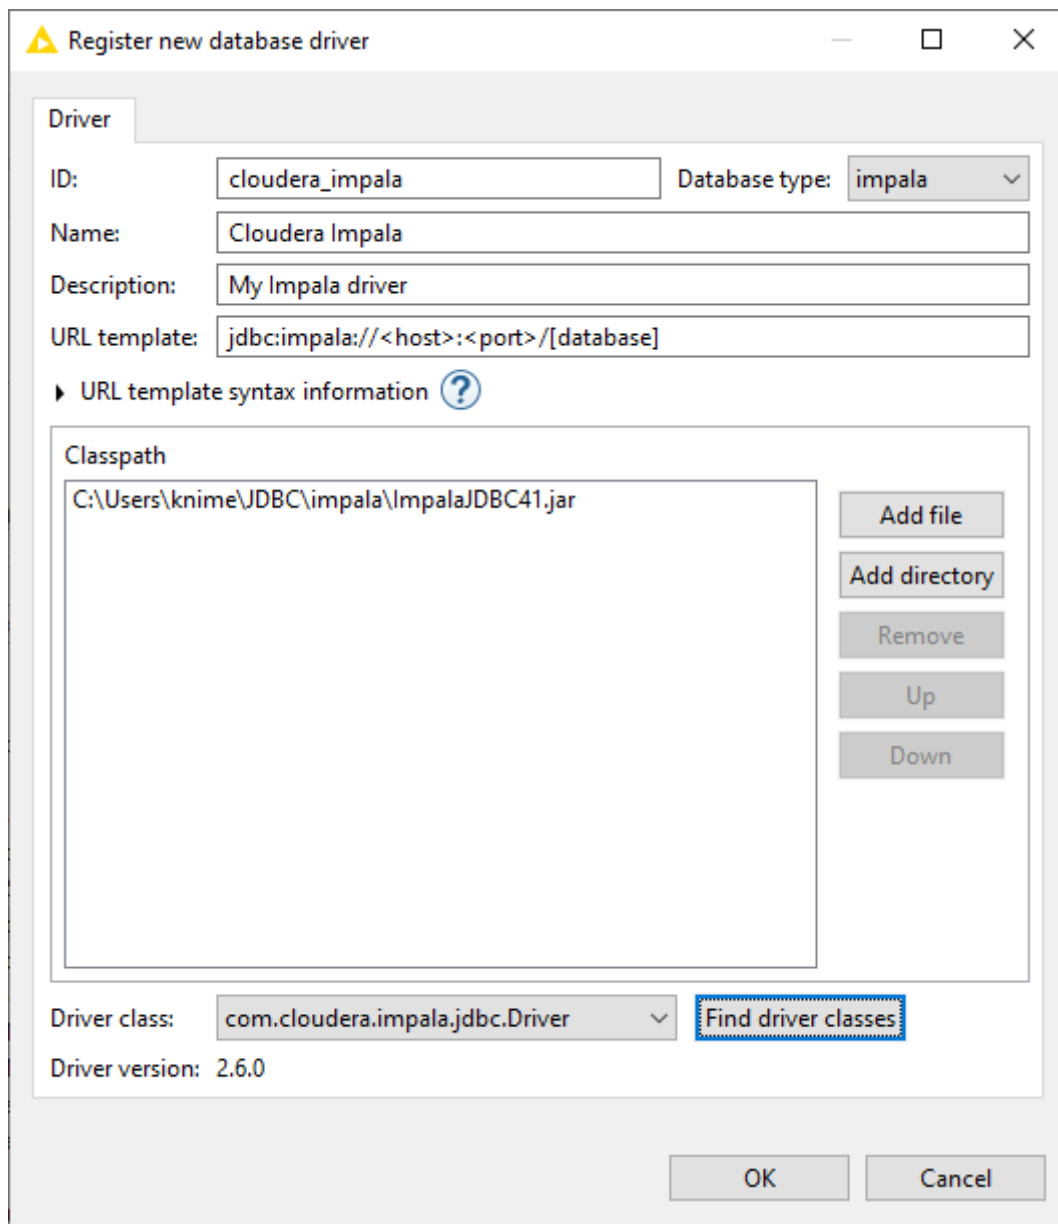 Register new database driver
Driver
ID: cloudera_impala Database type: impala
Name: Cloudera Impala
Description: My Impala driver
URL template: jdbc:impala://<host>:<port>/[database]
URL template syntax information ?
Classpath
C:\Users\knime\JDBC\impala\ImpalaJDBC41.jar
Add file
Add directory
Remove
Up
Down
Driver class: com.cloudera.impala.jdbc.Driver Find driver classes
Driver version: 2.6.0
OK Cancel